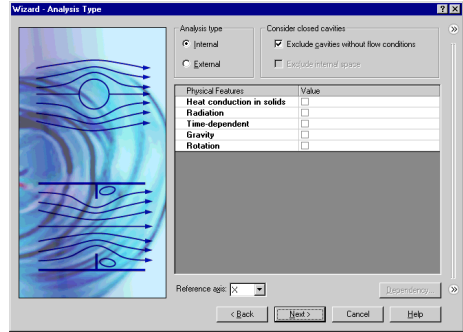 Wizard - Analysis Type
Analysis type
Internal
External
Consider closed cavities
Exclude cavities without flow conditions
Exclude internal space
Physical Features Value
Heat conduction in solids
Radiation
Time-dependent
Gravity
Rotation
Reference axis: X
Dependency...
< Back Next > Cancel Help